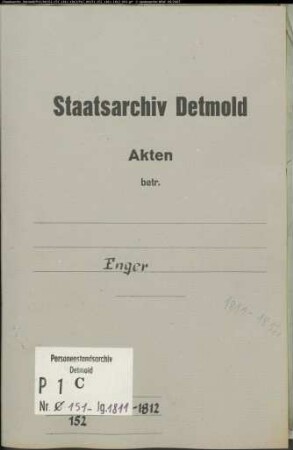 Staatsarchiv Detmold
Akten
betr.
Enger
Personenstandsarchiv
Detmold
P 1 C
Nr. 151- Jg. 1811-1812
152